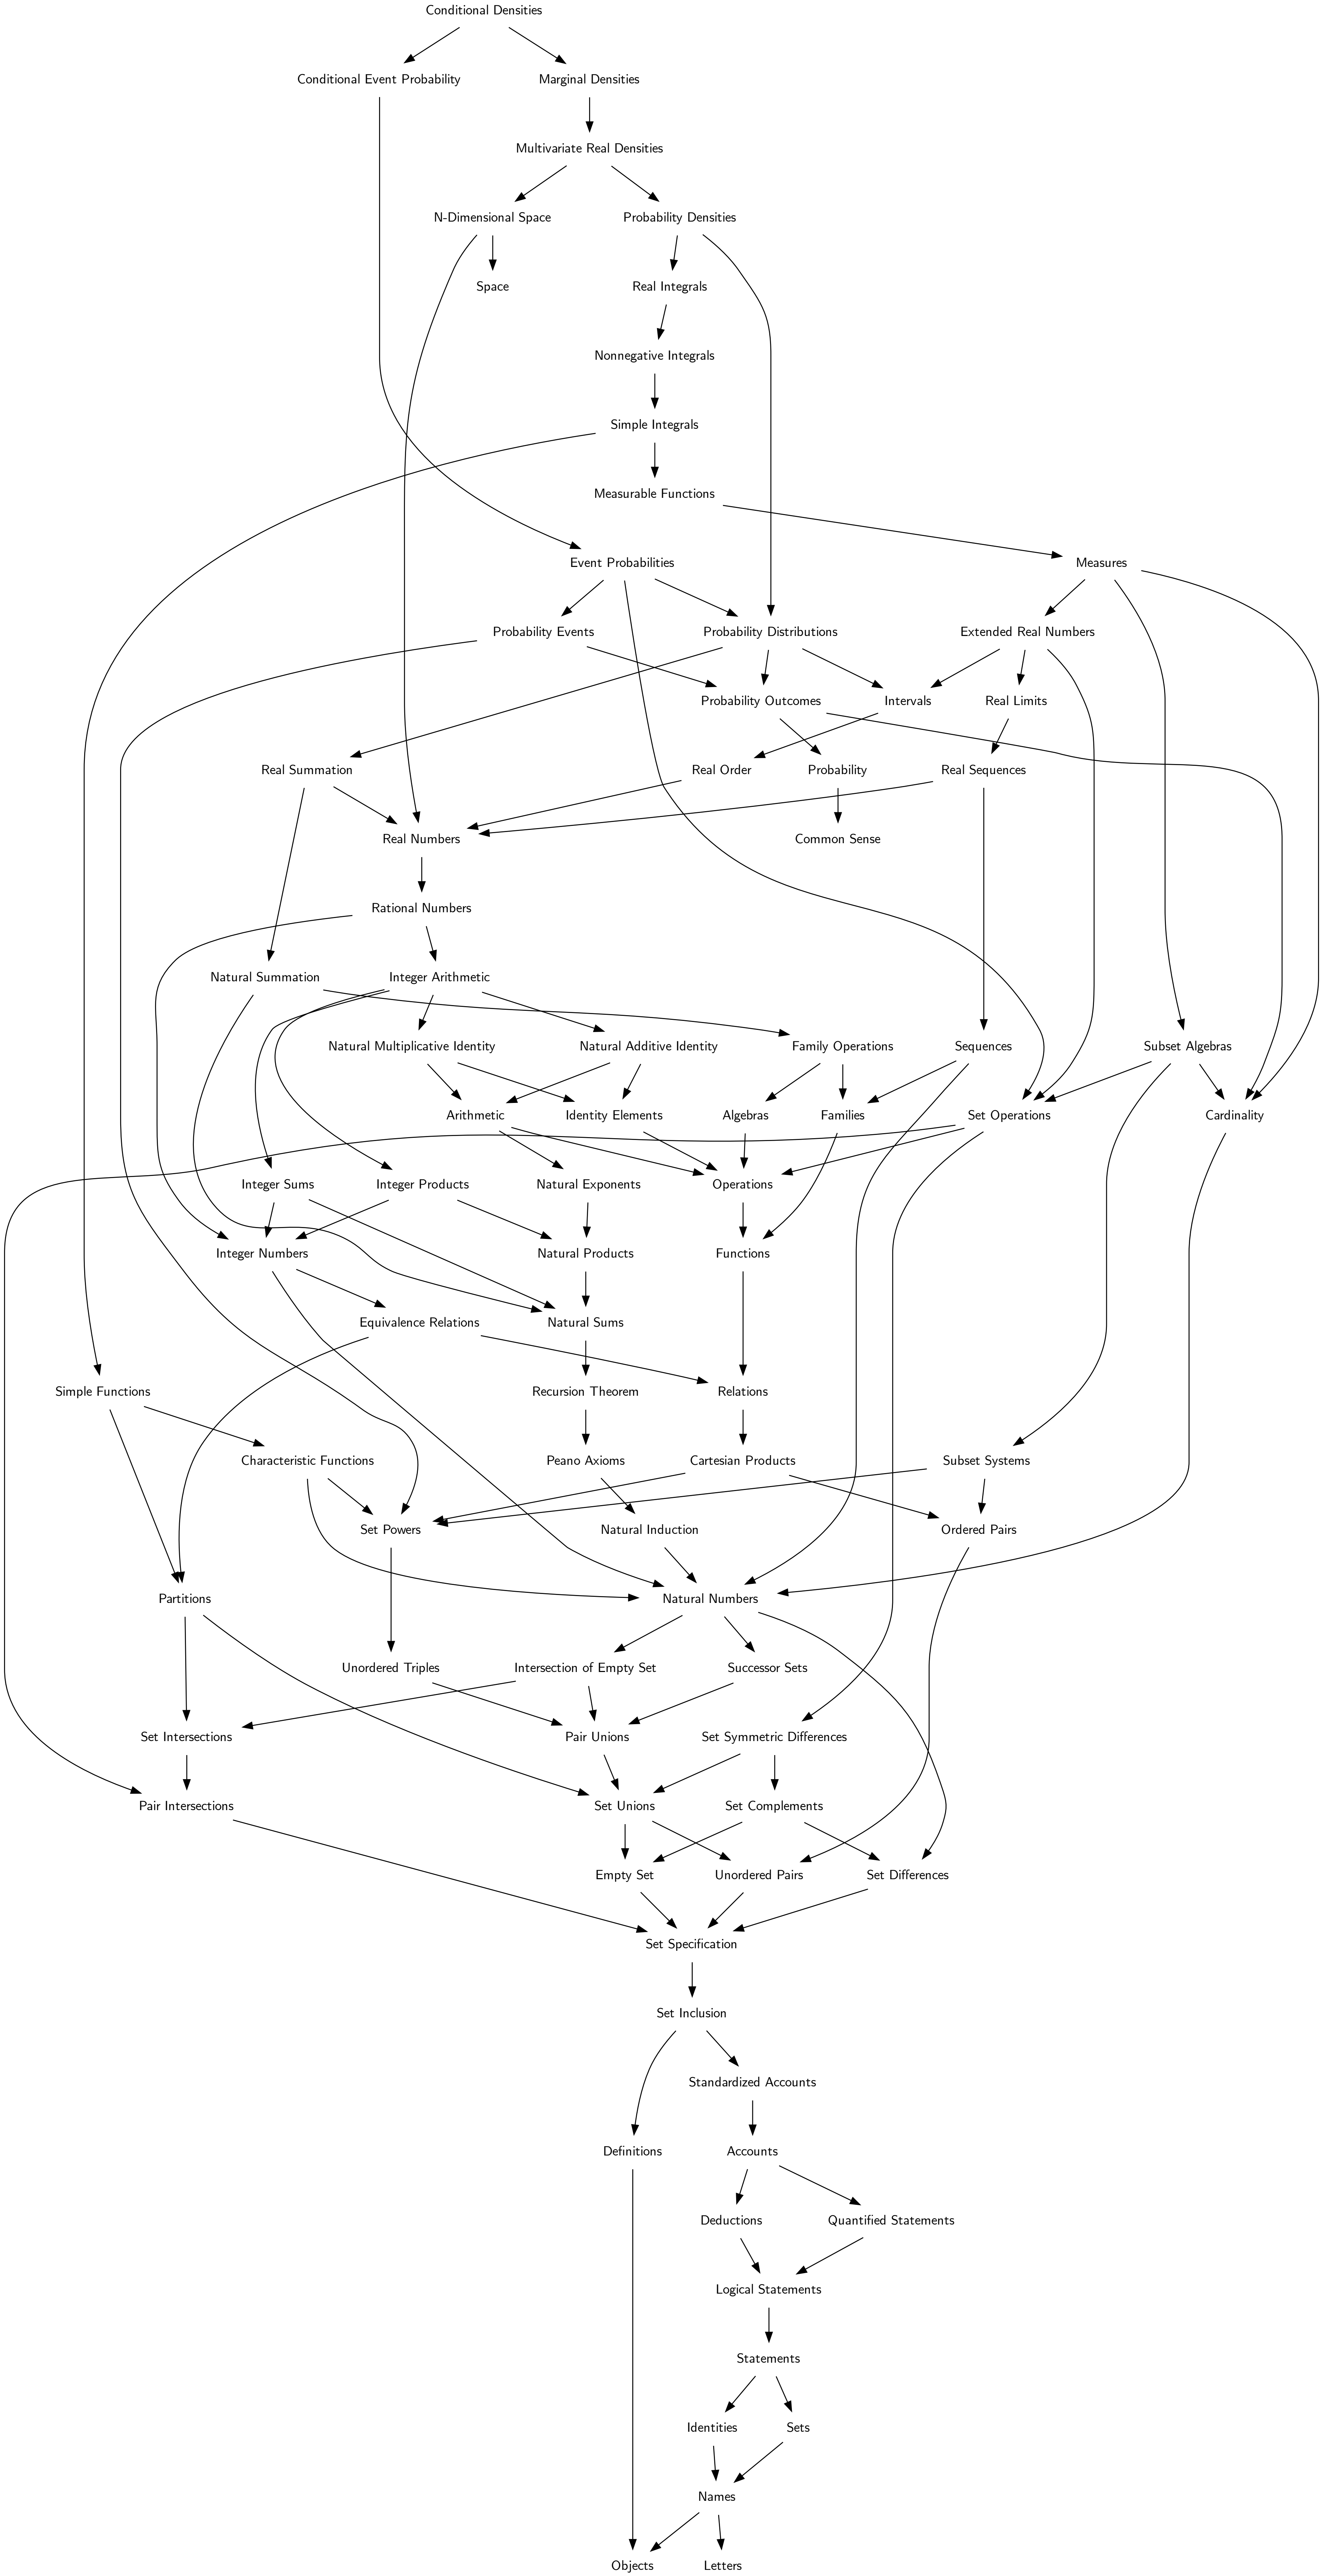 Conditional Densities
Conditional Event Probability
Marginal Densities
Multivariate Real Densities
N-Dimensional Space
Probability Densities
Space
Real Integrals
Nonnegative Integrals
Simple Integrals
Measurable Functions
Event Probabilities
Measures
Probability Events
Probability Distributions
Extended Real Numbers
Probability Outcomes
Intervals
Real Limits
Real Summation
Real Order
Probability
Real Sequences
Real Numbers
Common Sense
Rational Numbers
Natural Summation
Integer Arithmetic
Natural Multiplicative Identity
Natural Additive Identity
Family Operations
Sequences
Subset Algebras
Arithmetic
Identity Elements
Algebras
Families
Set Operations
Cardinality
Integer Sums
Integer Products
Natural Exponents
Operations
Integer Numbers
Natural Products
Functions
Equivalence Relations
Natural Sums
Simple Functions
Recursion Theorem
Relations
Characteristic Functions
Peano Axioms
Cartesian Products
Subset Systems
Set Powers
Natural Induction
Ordered Pairs
Partitions
Natural Numbers
Unordered Triples
Intersection of Empty Set
Successor Sets
Set Intersections
Pair Unions
Set Symmetric Differences
Pair Intersections
Set Unions
Set Complements
Empty Set
Unordered Pairs
Set Differences
Set Specification
Set Inclusion
Standardized Accounts
Definitions
Accounts
Deductions
Quantified Statements
Logical Statements
Statements
Identities
Sets
Names
Objects
Letters